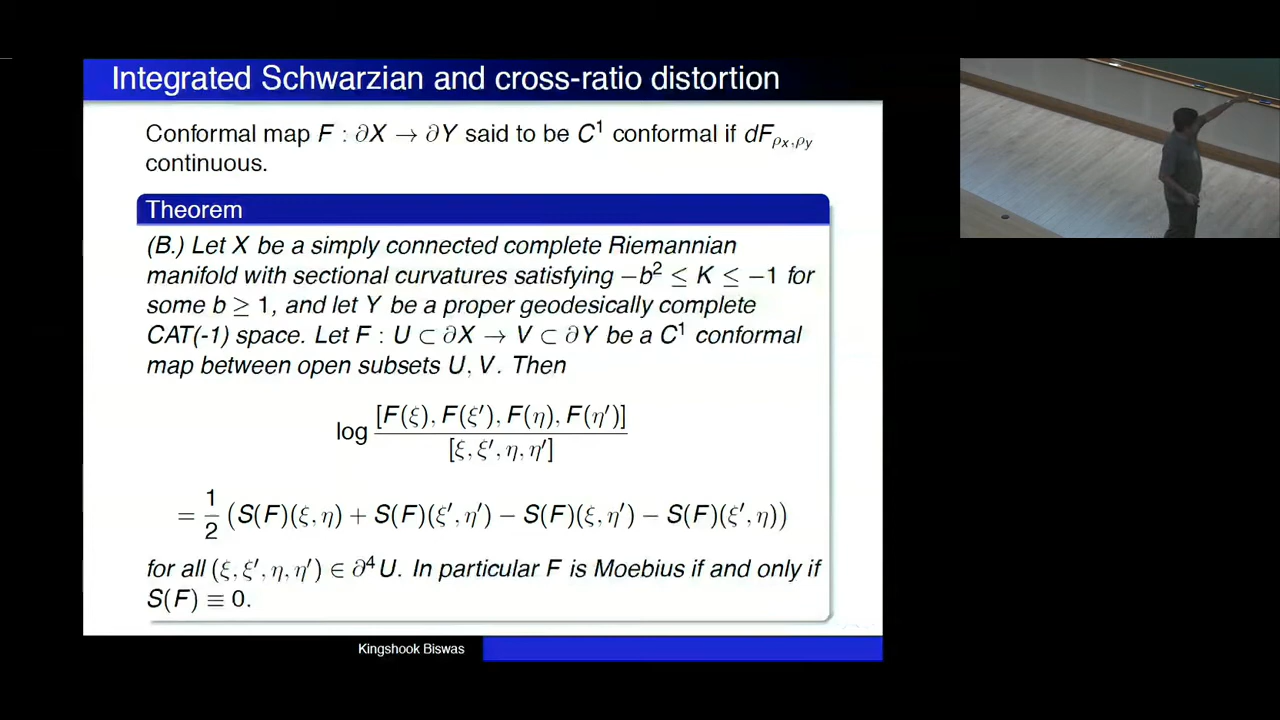 Integrated Schwarzian and cross-ratio distortion
Conformal map F : ∂X → ∂Y said to be C¹ conformal if dF_{ρ_x,ρ_y}
continuous.
Theorem
(B.) Let X be a simply connected complete Riemannian
manifold with sectional curvatures satisfying −b² ≤ K ≤ −1 for
some b ≥ 1, and let Y be a proper geodesically complete
CAT(-1) space. Let F : U ⊂ ∂X → V ⊂ ∂Y be a C¹ conformal
map between open subsets U, V. Then
log [F(ξ), F(ξ′), F(η), F(η′)] / [ξ, ξ′, η, η′]
= 1/2 (S(F)(ξ, η) + S(F)(ξ′, η′) − S(F)(ξ, η′) − S(F)(ξ′, η))
for all (ξ, ξ′, η, η′) ∈ ∂⁴U. In particular F is Moebius if and only if
S(F) ≡ 0.
Kingshook Biswas